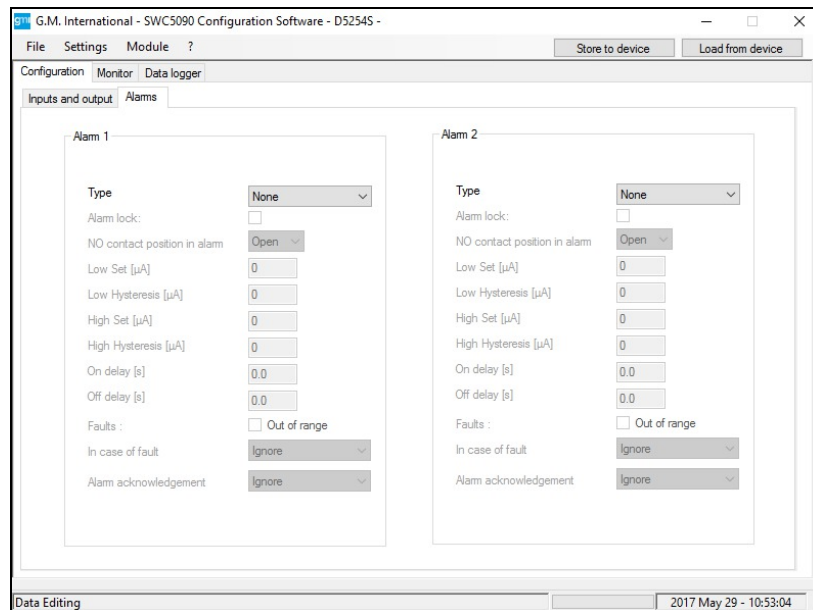 gm G.M. International - SWC5090 Configuration Software - D5254S -
File Settings Module ? Store to device Load from device
Configuration Monitor Data logger
Inputs and output Alarms
Alarm 1
Type None
Alarm lock:
NO contact position in alarm Open
Low Set [µA] 0
Low Hysteresis [µA] 0
High Set [µA] 0
High Hysteresis [µA] 0
On delay [s] 0.0
Off delay [s] 0.0
Faults : Out of range
In case of fault Ignore
Alarm acknowledgement Ignore
Alarm 2
Type None
Alarm lock:
NO contact position in alarm Open
Low Set [µA] 0
Low Hysteresis [µA] 0
High Set [µA] 0
High Hysteresis [µA] 0
On delay [s] 0.0
Off delay [s] 0.0
Faults : Out of range
In case of fault Ignore
Alarm acknowledgement Ignore
Data Editing 2017 May 29 - 10:53:04